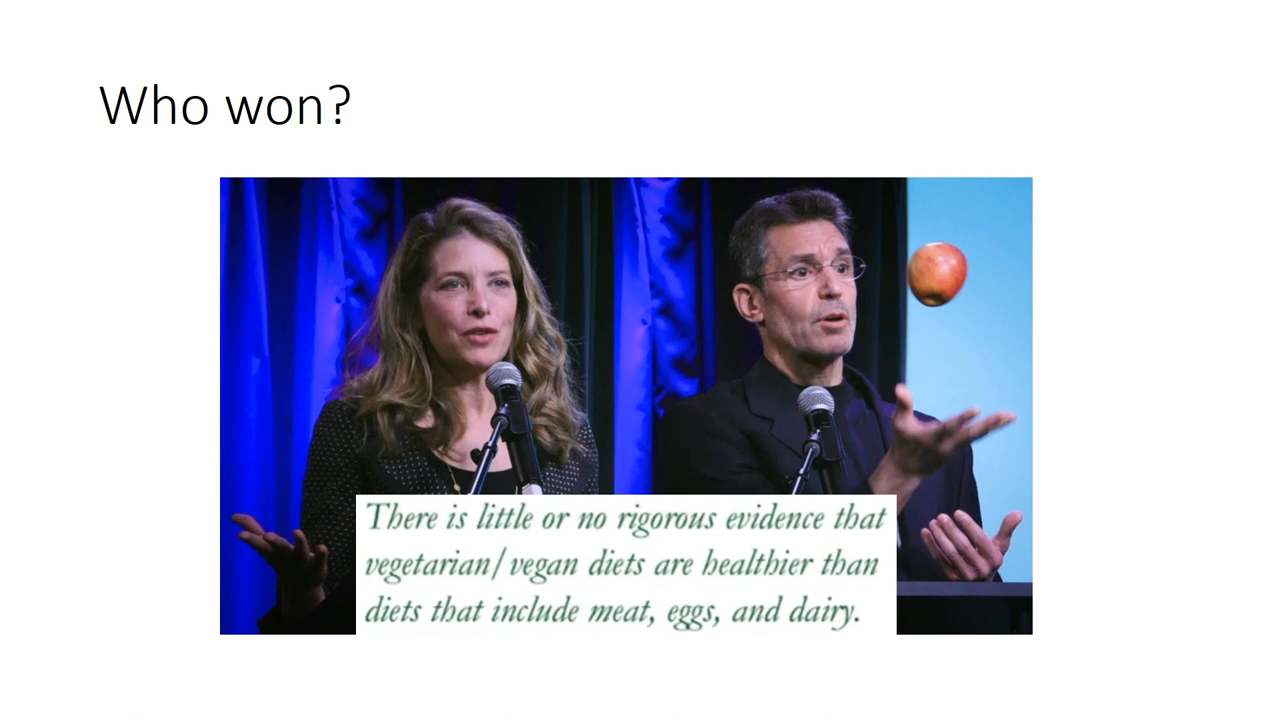 Who won?
There is little or no rigorous evidence that
vegetarian/vegan diets are healthier than
diets that include meat, eggs, and dairy.